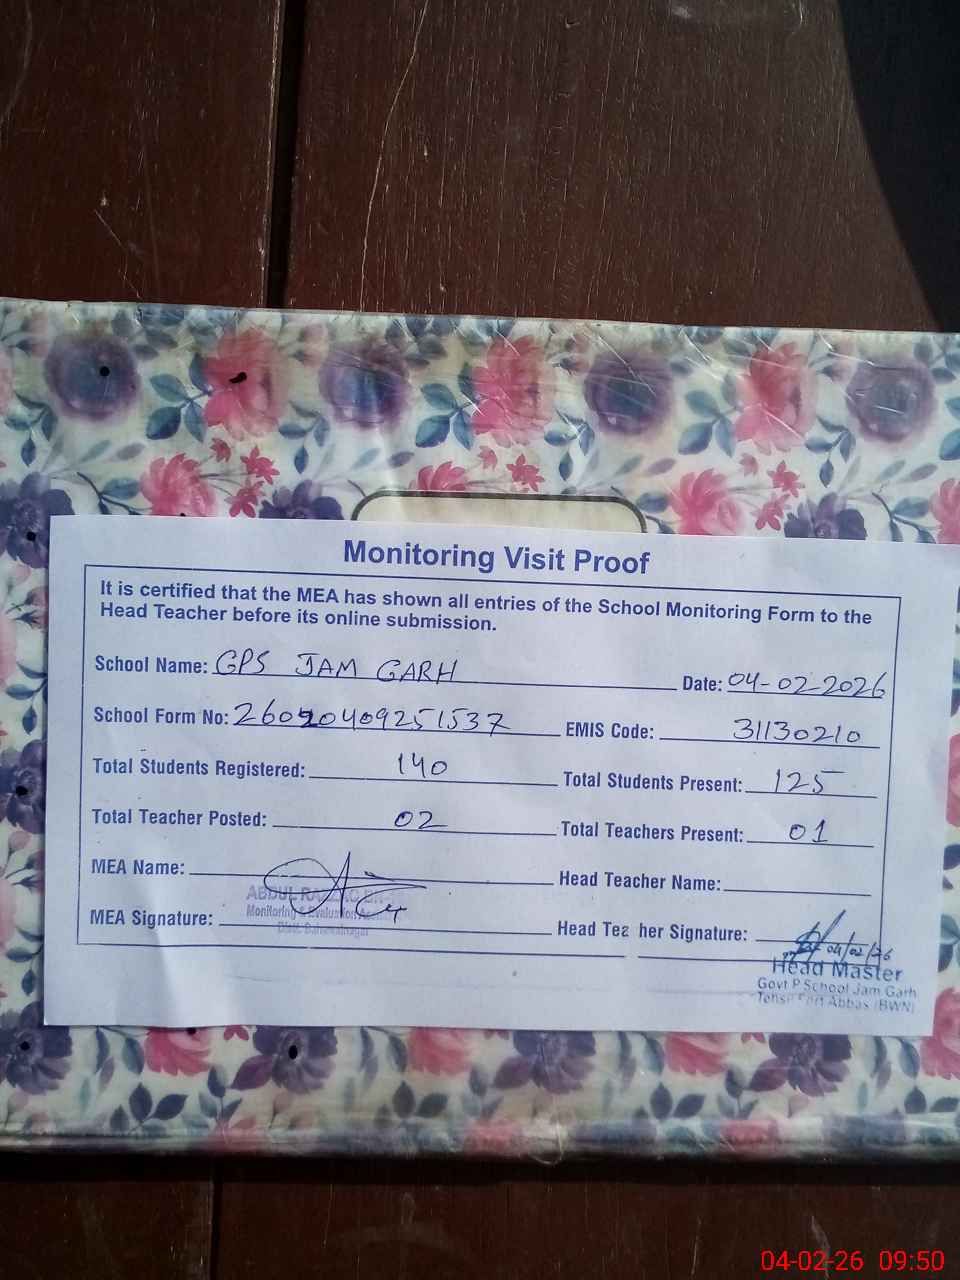 Monitoring Visit Proof
It is certified that the MEA has shown all entries of the School Monitoring Form to the
Head Teacher before its online submission.
School Name: GPS JAM GARH Date: 04-02-2026
School Form No: 26020409251537 EMIS Code: 31130210
Total Students Registered: 140 Total Students Present: 125
Total Teacher Posted: 02 Total Teachers Present: 01
MEA Name: Head Teacher Name:
ABDUL RAZZAQ
Monitoring & Evaluation
Distt. Bahawalnagar
MEA Signature: Head Teacher Signature:
04/02/26
Head Master
Govt P School Jam Garh
Tehsil Fort Abbas (BWN)
04-02-26 09:50